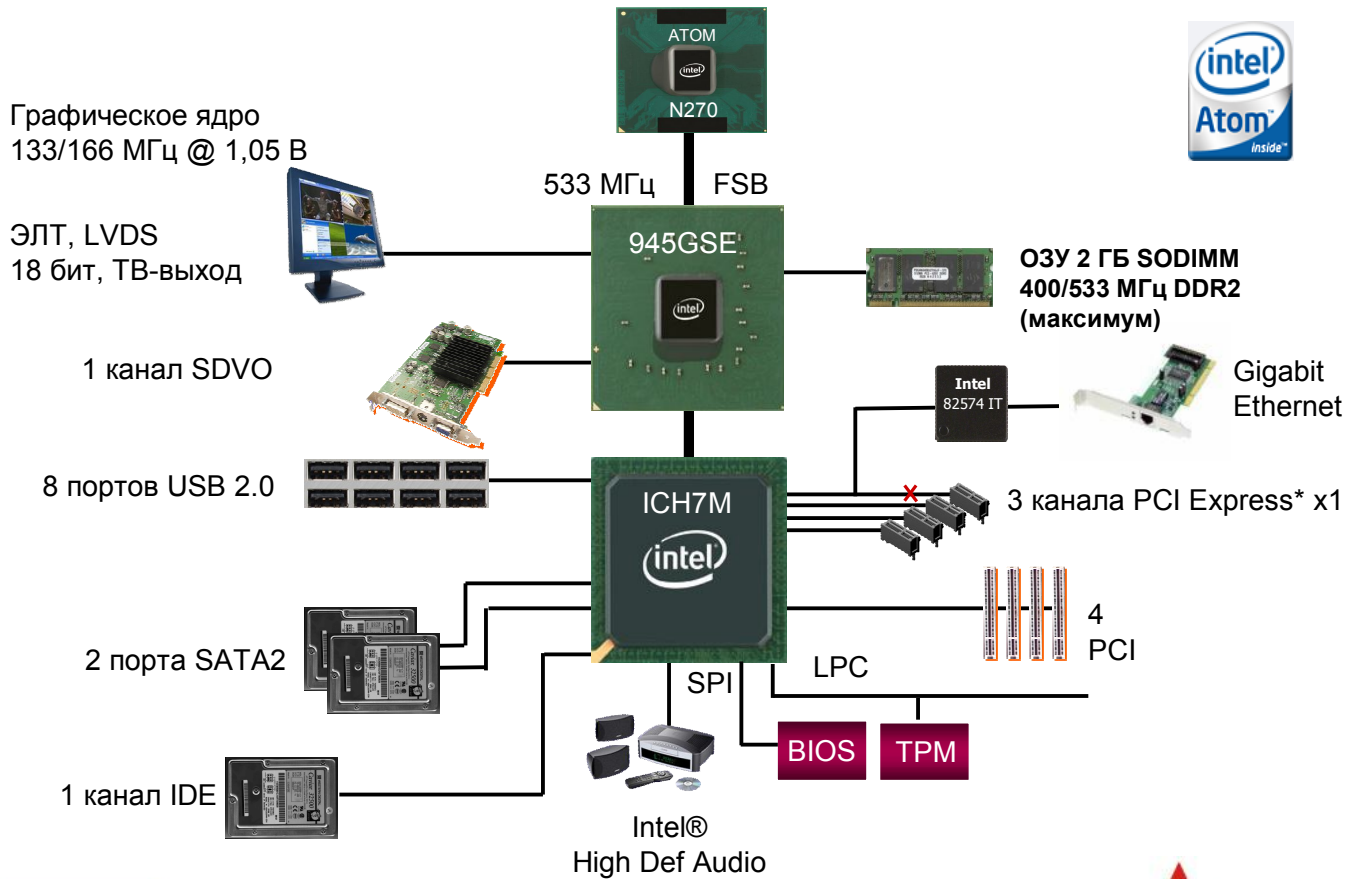 ATOM
intel
N270
intel
Atom
inside
Графическое ядро
133/166 МГц @ 1,05 В
533 МГц
FSB
ЭЛТ, LVDS
18 бит, ТВ-выход
945GSE
intel
ОЗУ 2 ГБ SODIMM
400/533 МГц DDR2
(максимум)
1 канал SDVO
Intel
82574 IT
Gigabit
Ethernet
8 портов USB 2.0
ICH7M
intel
3 канала PCI Express* x1
4
PCI
2 порта SATA2
SPI
LPC
BIOS
TPM
1 канал IDE
Intel®
High Def Audio